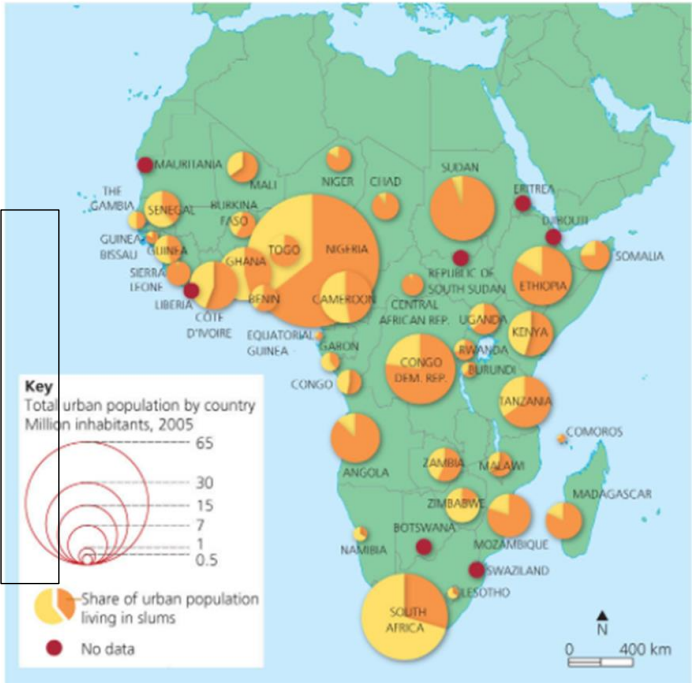 MAURITANIA
MALI
NIGER
CHAD
SUDAN
ERITREA
DJIBOUTI
THE
GAMBIA
SENEGAL
BURKINA
FASO
GUINEA
BISSAU
GUINEA
SIERRA
LEONE
LIBERIA
CÔTE
D'IVOIRE
GHANA
TOGO
BENIN
NIGERIA
CAMEROON
CENTRAL
AFRICAN REP.
REPUBLIC OF
SOUTH SUDAN
ETHIOPIA
SOMALIA
EQUATORIAL
GUINEA
GABON
CONGO
CONGO
DEM. REP.
UGANDA
RWANDA
BURUNDI
KENYA
TANZANIA
COMOROS
ANGOLA
ZAMBIA
MALAWI
ZIMBABWE
MOZAMBIQUE
MADAGASCAR
NAMIBIA
BOTSWANA
SWAZILAND
LESOTHO
SOUTH
AFRICA
Key
Total urban population by country
Million inhabitants, 2005
65
30
15
7
1
0.5
Share of urban population
living in slums
No data
N
0 400 km